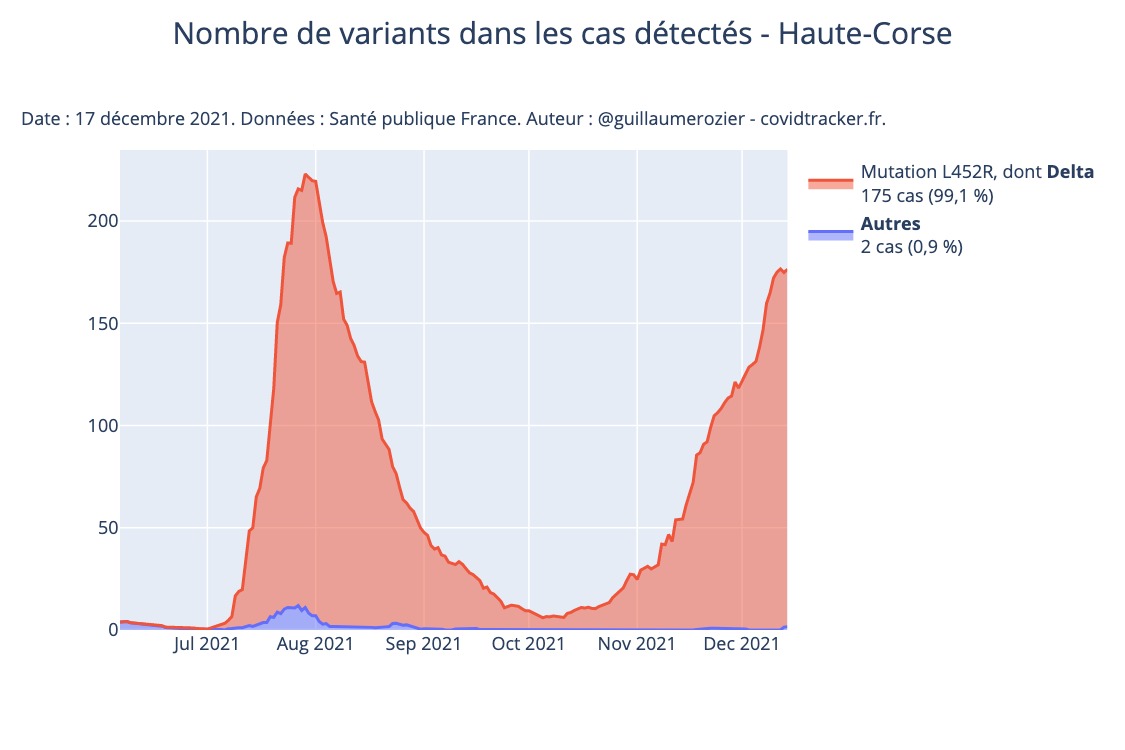 Nombre de variants dans les cas détectés - Haute-Corse
Date : 17 décembre 2021. Données : Santé publique France. Auteur : @guillaumerozier - covidtracker.fr.
Mutation L452R, dont Delta
175 cas (99,1 %)
Autres
2 cas (0,9 %)
200
150
100
50
0
Jul 2021 Aug 2021 Sep 2021 Oct 2021 Nov 2021 Dec 2021